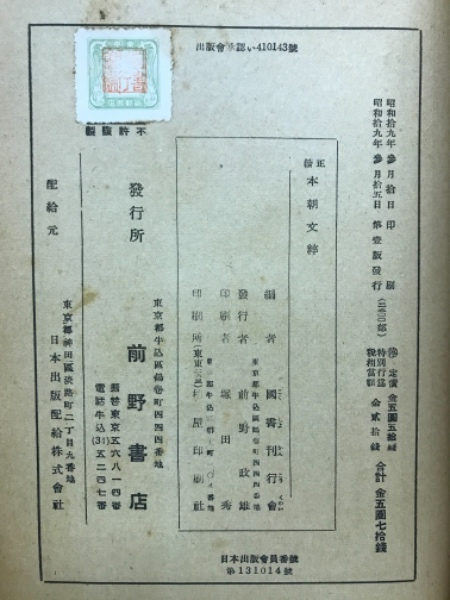 出版會承認い410143號
昭和拾九年參月拾日印刷
昭和拾九年參月拾五日第壹版發行
定價金五圓五拾錢
特別行爲稅相當額金貳拾錢
合計金五圓七拾錢
正續本朝文粹
編者國書刊行會
東京都牛込區鶴卷町四四四番地
發行者前野政雄
印刷者塚田秀
印刷所屋印刷社
不許複製
發行所
東京都牛込區鶴卷町四四四番地
前野書店
振替東京五六八一四番
電話牛込(34)五二四七番
配給元
東京都神田區淡路町二丁目九番地
日本出版配給株式會社
日本出版會員番號
第131014號